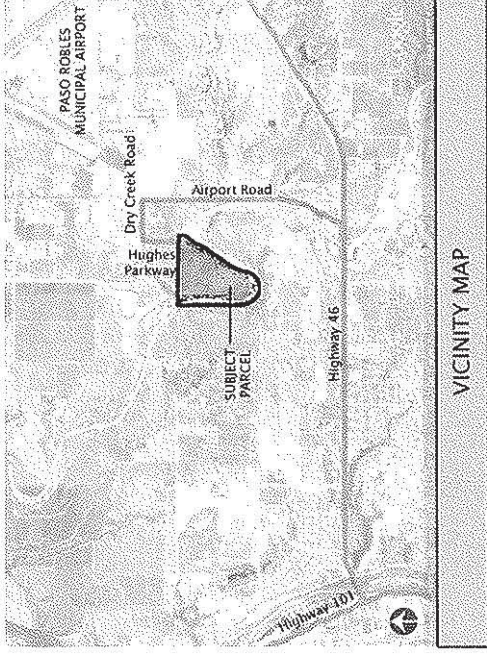 PASO ROBLES
MUNICIPAL AIRPORT
Dry Creek Road
Airport Road
Hughes
Parkway
SUBJECT
PARCEL
Highway 46
Highway 101
VICINITY MAP